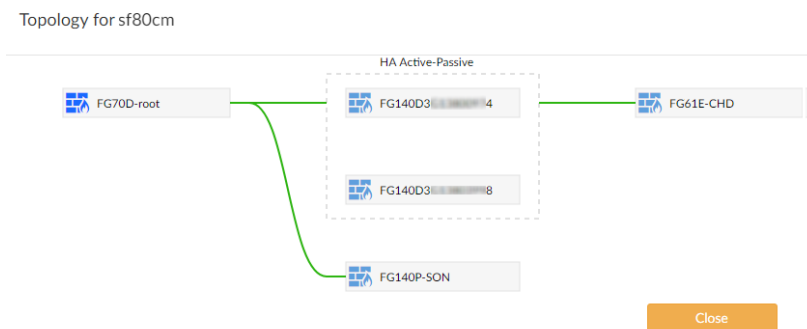 Topology for sf80cm
HA Active-Passive
FG70D-root
FG140D3 4
FG61E-CHD
FG140D3 8
FG140P-SON
Close